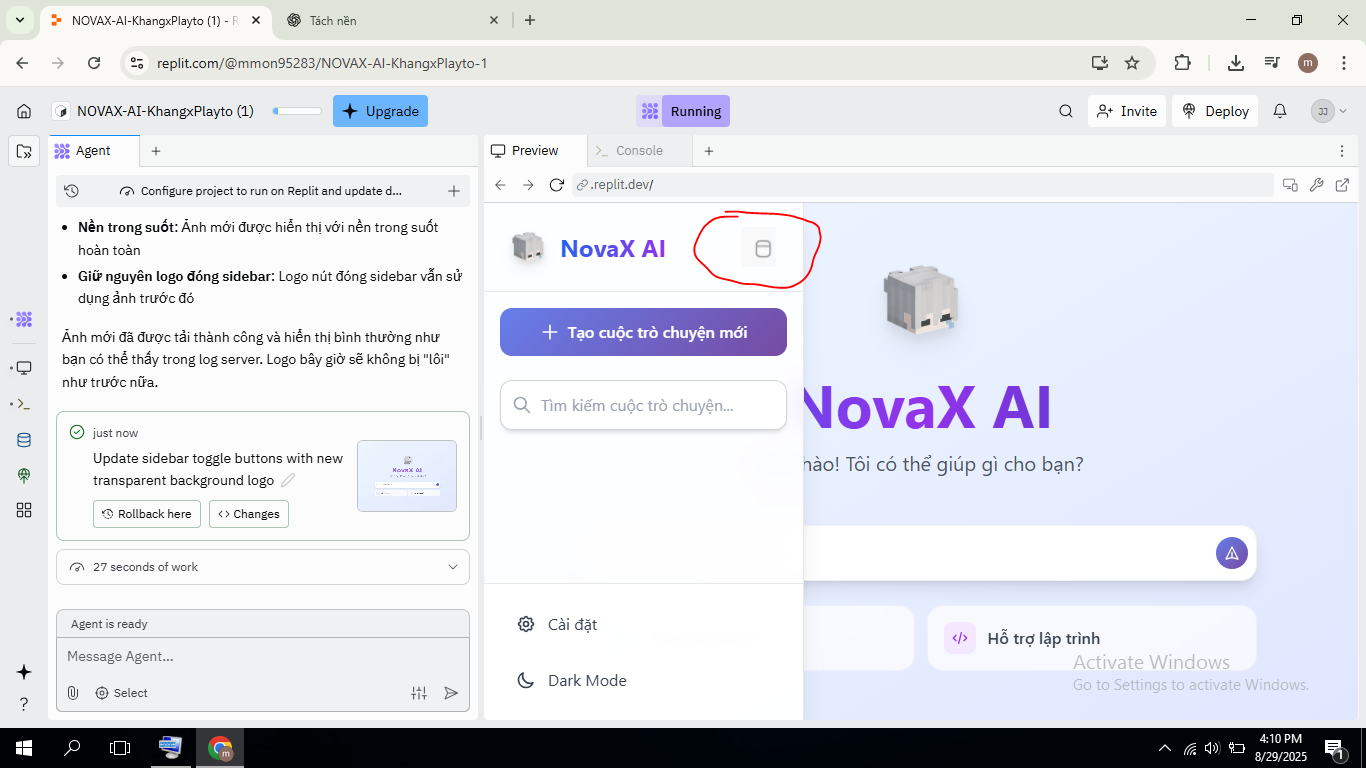 NOVAX-AI-KhangxPlayto (1) - R
Tách nền
replit.com/@mmon95283/NOVAX-AI-KhangxPlayto-1
m
NOVAX-AI-KhangxPlayto (1)
Upgrade
Running
Invite
Deploy
JJ
Agent
Preview
Console
Configure project to run on Replit and update d...
.replit.dev/
Nền trong suốt: Ảnh mới được hiển thị với nền trong suốt
hoàn toàn
Giữ nguyên logo đóng sidebar: Logo nút đóng sidebar vẫn sử
dụng ảnh trước đó
Ảnh mới đã được tải thành công và hiển thị bình thường như
bạn có thể thấy trong log server. Logo bây giờ sẽ không bị "lôi"
như trước nữa.
just now
Update sidebar toggle buttons with new
transparent background logo
NovaX AI
Rollback here
Changes
27 seconds of work
Agent is ready
Message Agent...
Select
NovaX AI
Tạo cuộc trò chuyện mới
Tìm kiếm cuộc trò chuyện...
Cài đặt
Dark Mode
NovaX AI
hào! Tôi có thể giúp gì cho bạn?
Hỗ trợ lập trình
Activate Windows
Go to Settings to activate Windows.
m
4:10 PM
8/29/2025
1